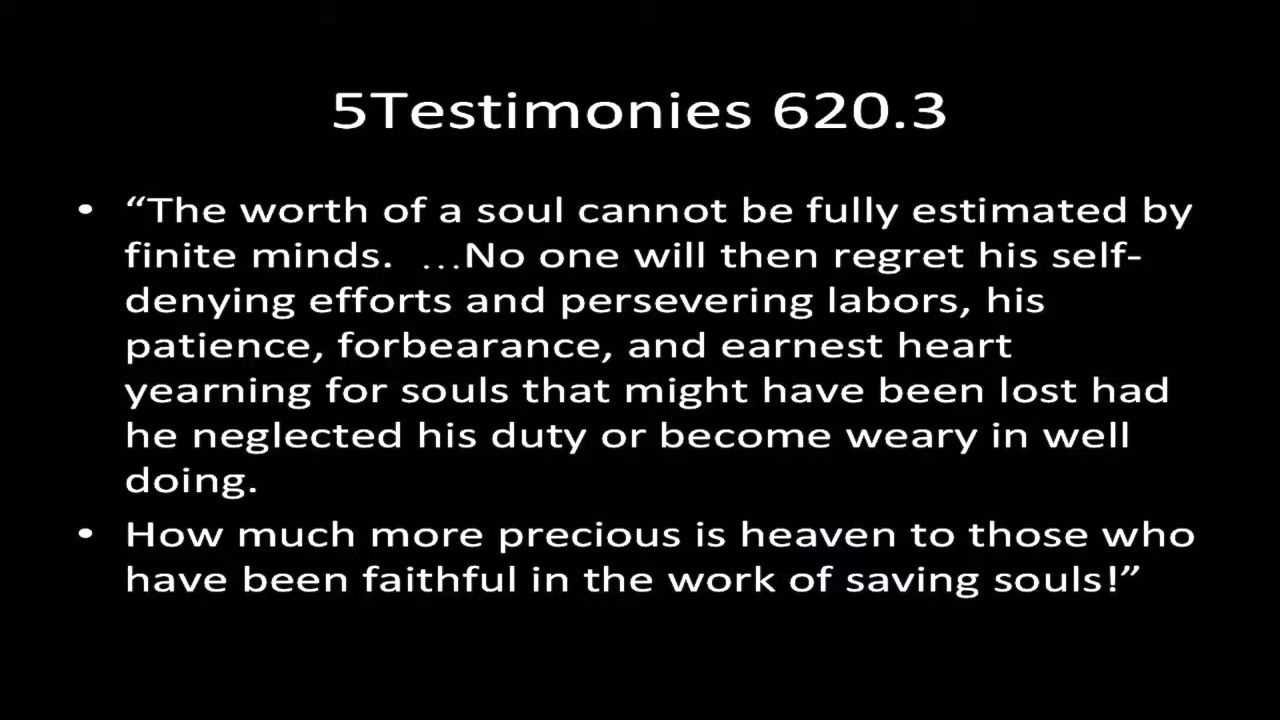 5Testimonies 620.3
• “The worth of a soul cannot be fully estimated by
finite minds.  …No one will then regret his self-
denying efforts and persevering labors, his
patience, forbearance, and earnest heart
yearning for souls that might have been lost had
he neglected his duty or become weary in well
doing.
• How much more precious is heaven to those who
have been faithful in the work of saving souls!”